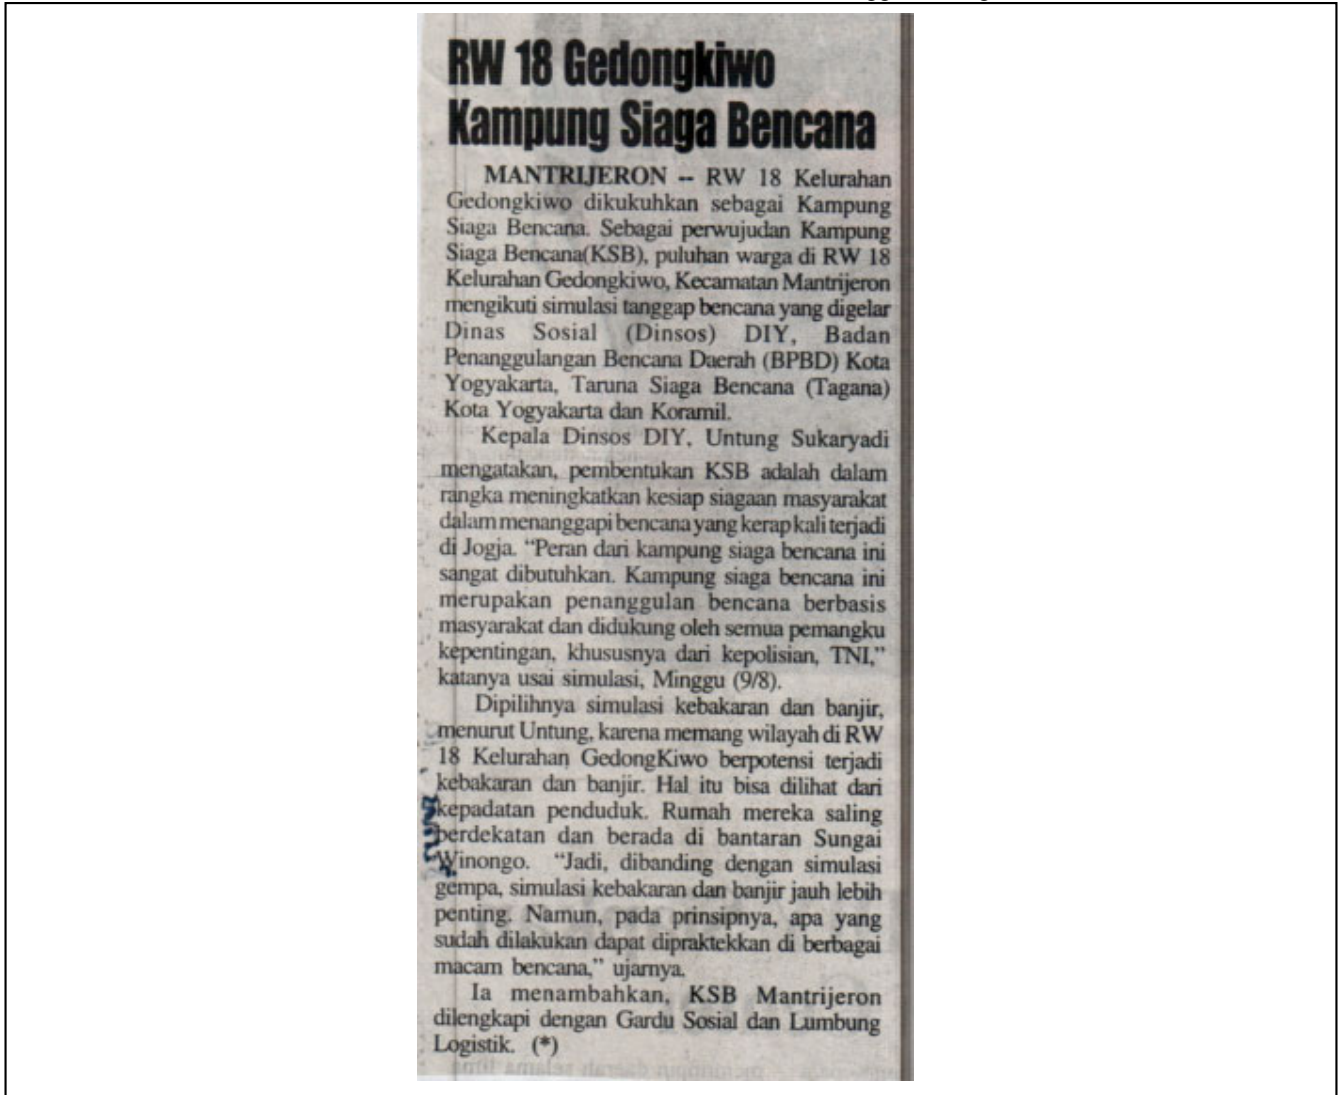 RW 18 Gedongkiwo
Kampung Siaga Bencana
MANTRIJERON -- RW 18 Kelurahan
Gedongkiwo dikukuhkan sebagai Kampung
Siaga Bencana. Sebagai perwujudan Kampung
Siaga Bencana(KSB), puluhan warga di RW 18
Kelurahan Gedongkiwo, Kecamatan Mantrijeron
mengikuti simulasi tanggap bencana yang digelar
Dinas Sosial (Dinsos) DIY, Badan
Penanggulangan Bencana Daerah (BPBD) Kota
Yogyakarta, Taruna Siaga Bencana (Tagana)
Kota Yogyakarta dan Koramil.
Kepala Dinsos DIY, Untung Sukaryadi
mengatakan, pembentukan KSB adalah dalam
rangka meningkatkan kesiap siagaan masyarakat
dalam menanggapi bencana yang kerap kali terjadi
di Jogja. “Peran dari kampung siaga bencana ini
sangat dibutuhkan. Kampung siaga bencana ini
merupakan penanggulan bencana berbasis
masyarakat dan didukung oleh semua pemangku
kepentingan, khususnya dari kepolisian, TNI,”
katanya usai simulasi, Minggu (9/8).
Dipilihnya simulasi kebakaran dan banjir,
menurut Untung, karena memang wilayah di RW
18 Kelurahan GedongKiwo berpotensi terjadi
kebakaran dan banjir. Hal itu bisa dilihat dari
kepadatan penduduk. Rumah mereka saling
berdekatan dan berada di bantaran Sungai
Winongo. “Jadi, dibanding dengan simulasi
gempa, simulasi kebakaran dan banjir jauh lebih
penting. Namun, pada prinsipnya, apa yang
sudah dilakukan dapat dipraktekkan di berbagai
macam bencana,” ujarnya.
Ia menambahkan, KSB Mantrijeron
dilengkapi dengan Gardu Sosial dan Lumbung
Logistik. (*)